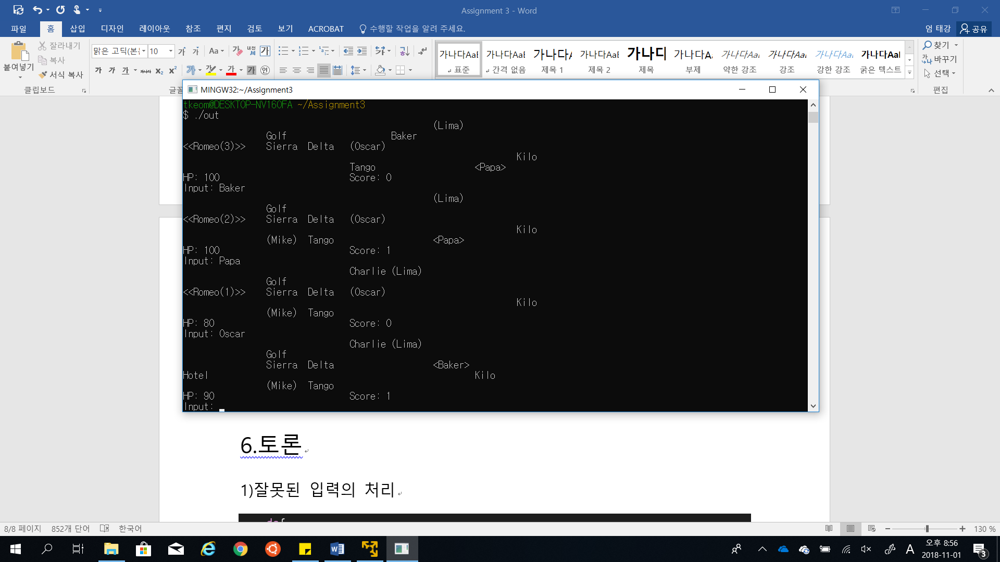 Assignment 3 - Word
파일 홈 삽입 디자인 레이아웃 참조 편지 검토 보기 ACROBAT 수행할 작업을 알려 주세요. 엄 태강 공유
붙여넣기
잘라내기
복사
서식 복사
클립보드
맑은 고딕(본 10 가 가 Aa 내천 가
가 가 가 X₂ X² 가 가 가
가나다AaE 가나다AaE 가나다A 가나다AaE 가나다 가나다A 가나다Aa 가나다Aa 가나다Aa 가나다AaI
표준 간격 없음 제목 1 제목 2 제목 부제 약한 강조 강조 강한 강조 굵은 텍스트
찾기
바꾸기
선택
편집
MINGW32:~/Assignment3
tkeom@DESKTOP-NV160FA ~/Assignment3
$ ./out
(Lima)
Golf Baker
<<Romeo(3)>> Sierra Delta (Oscar)
Kilo
Tango <Papa>
HP: 100 Score: 0
Input: Baker
(Lima)
Golf
<<Romeo(2)>> Sierra Delta (Oscar)
Kilo
(Mike) Tango <Papa>
HP: 100 Score: 1
Input: Papa
Charlie (Lima)
Golf
<<Romeo(1)>> Sierra Delta (Oscar)
Kilo
(Mike) Tango
HP: 80 Score: 0
Input: Oscar
Charlie (Lima)
Golf
Sierra Delta <Baker>
Hotel Kilo
(Mike) Tango
HP: 90 Score: 1
Input:
6.토론
1)잘못된 입력의 처리
8/8 페이지 852개 단어 한국어 130 %
A 오후 8:56
2018-11-01 3